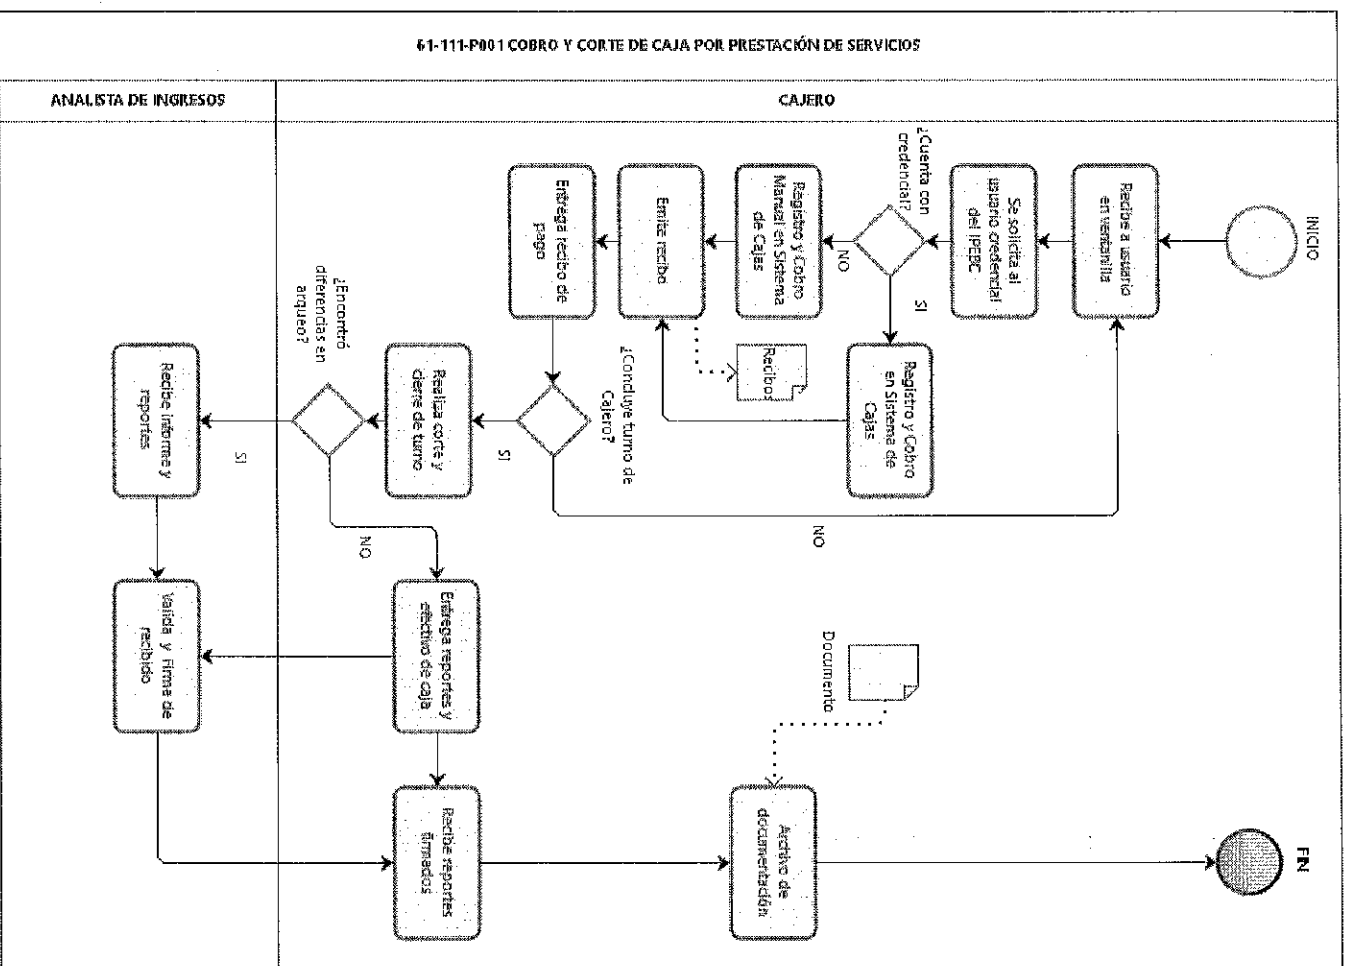 61-111-P001 COBRO Y CORTE DE CAJA POR PRESTACIÓN DE SERVICIOS
ANALISTA DE INGRESOS
CAJERO
INICIO
Recibe a usuario
en ventanilla
Se solicita al
usuario credencial
del IPEBC
¿Cuenta con
credencial?
SI
NO
Registro y Cobro
en Sistema de
Cajas
Registro y Cobro
Manual en Sistema
de Cajas
Emite recibo
Recibos
Entrega recibo de
pago
¿Concluye turno de
Cajero?
NO
SI
Realiza corte y
cierre de turno
¿Encontró
diferencias en
arqueo?
SI
NO
Recibe informe y
reportes
Entrega reportes y
efectivo de caja
Valida y Firma de
recibido
Recibe reportes
firmados
Documento
Archivo de
documentación
FIN